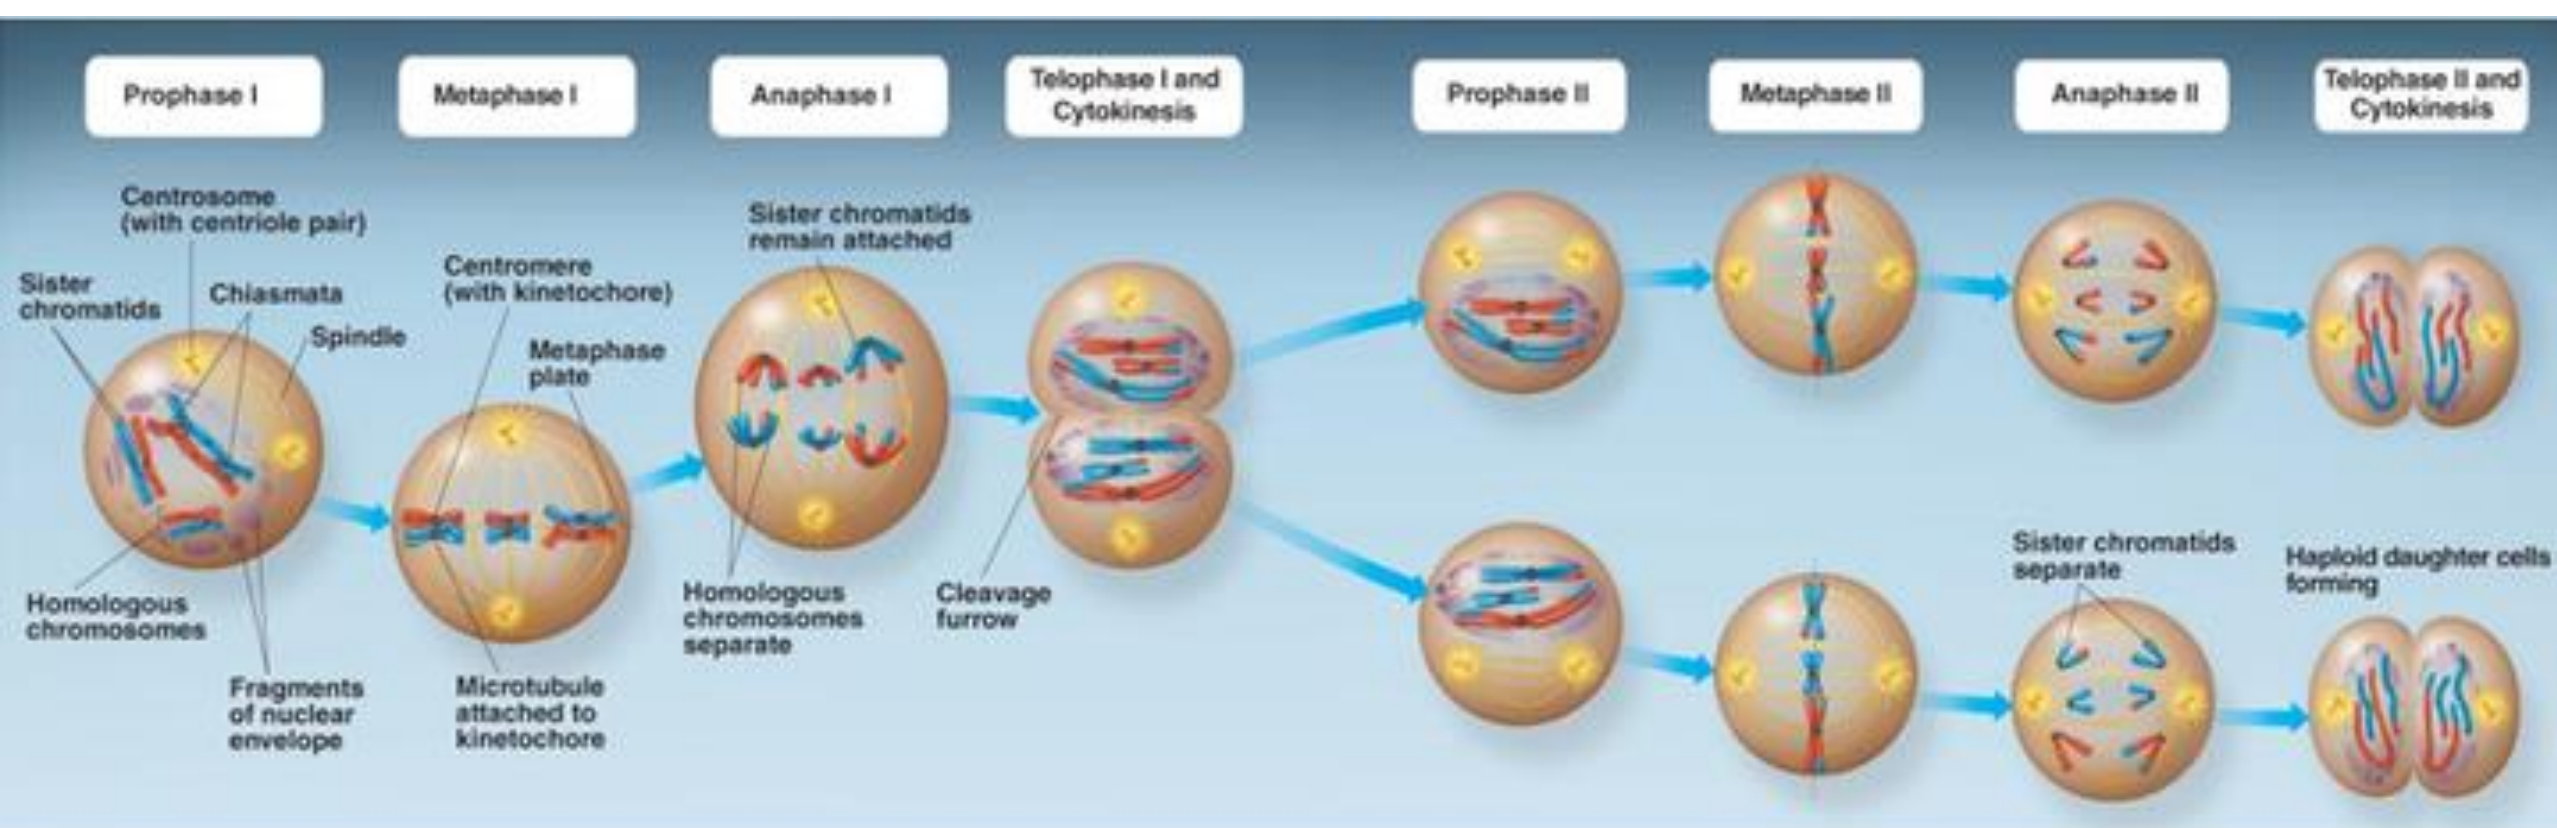 Prophase I
Metaphase I
Anaphase I
Telophase I and
Cytokinesis
Prophase II
Metaphase II
Anaphase II
Telophase II and
Cytokinesis
Centrosome
(with centriole pair)
Sister
chromatids
Chiasmata
Spindle
Homologous
chromosomes
Fragments
of nuclear
envelope
Centromere
(with kinetochore)
Metaphase
plate
Microtubule
attached to
kinetochore
Sister chromatids
remain attached
Homologous
chromosomes
separate
Cleavage
furrow
Sister chromatids
separate
Haploid daughter cells
forming